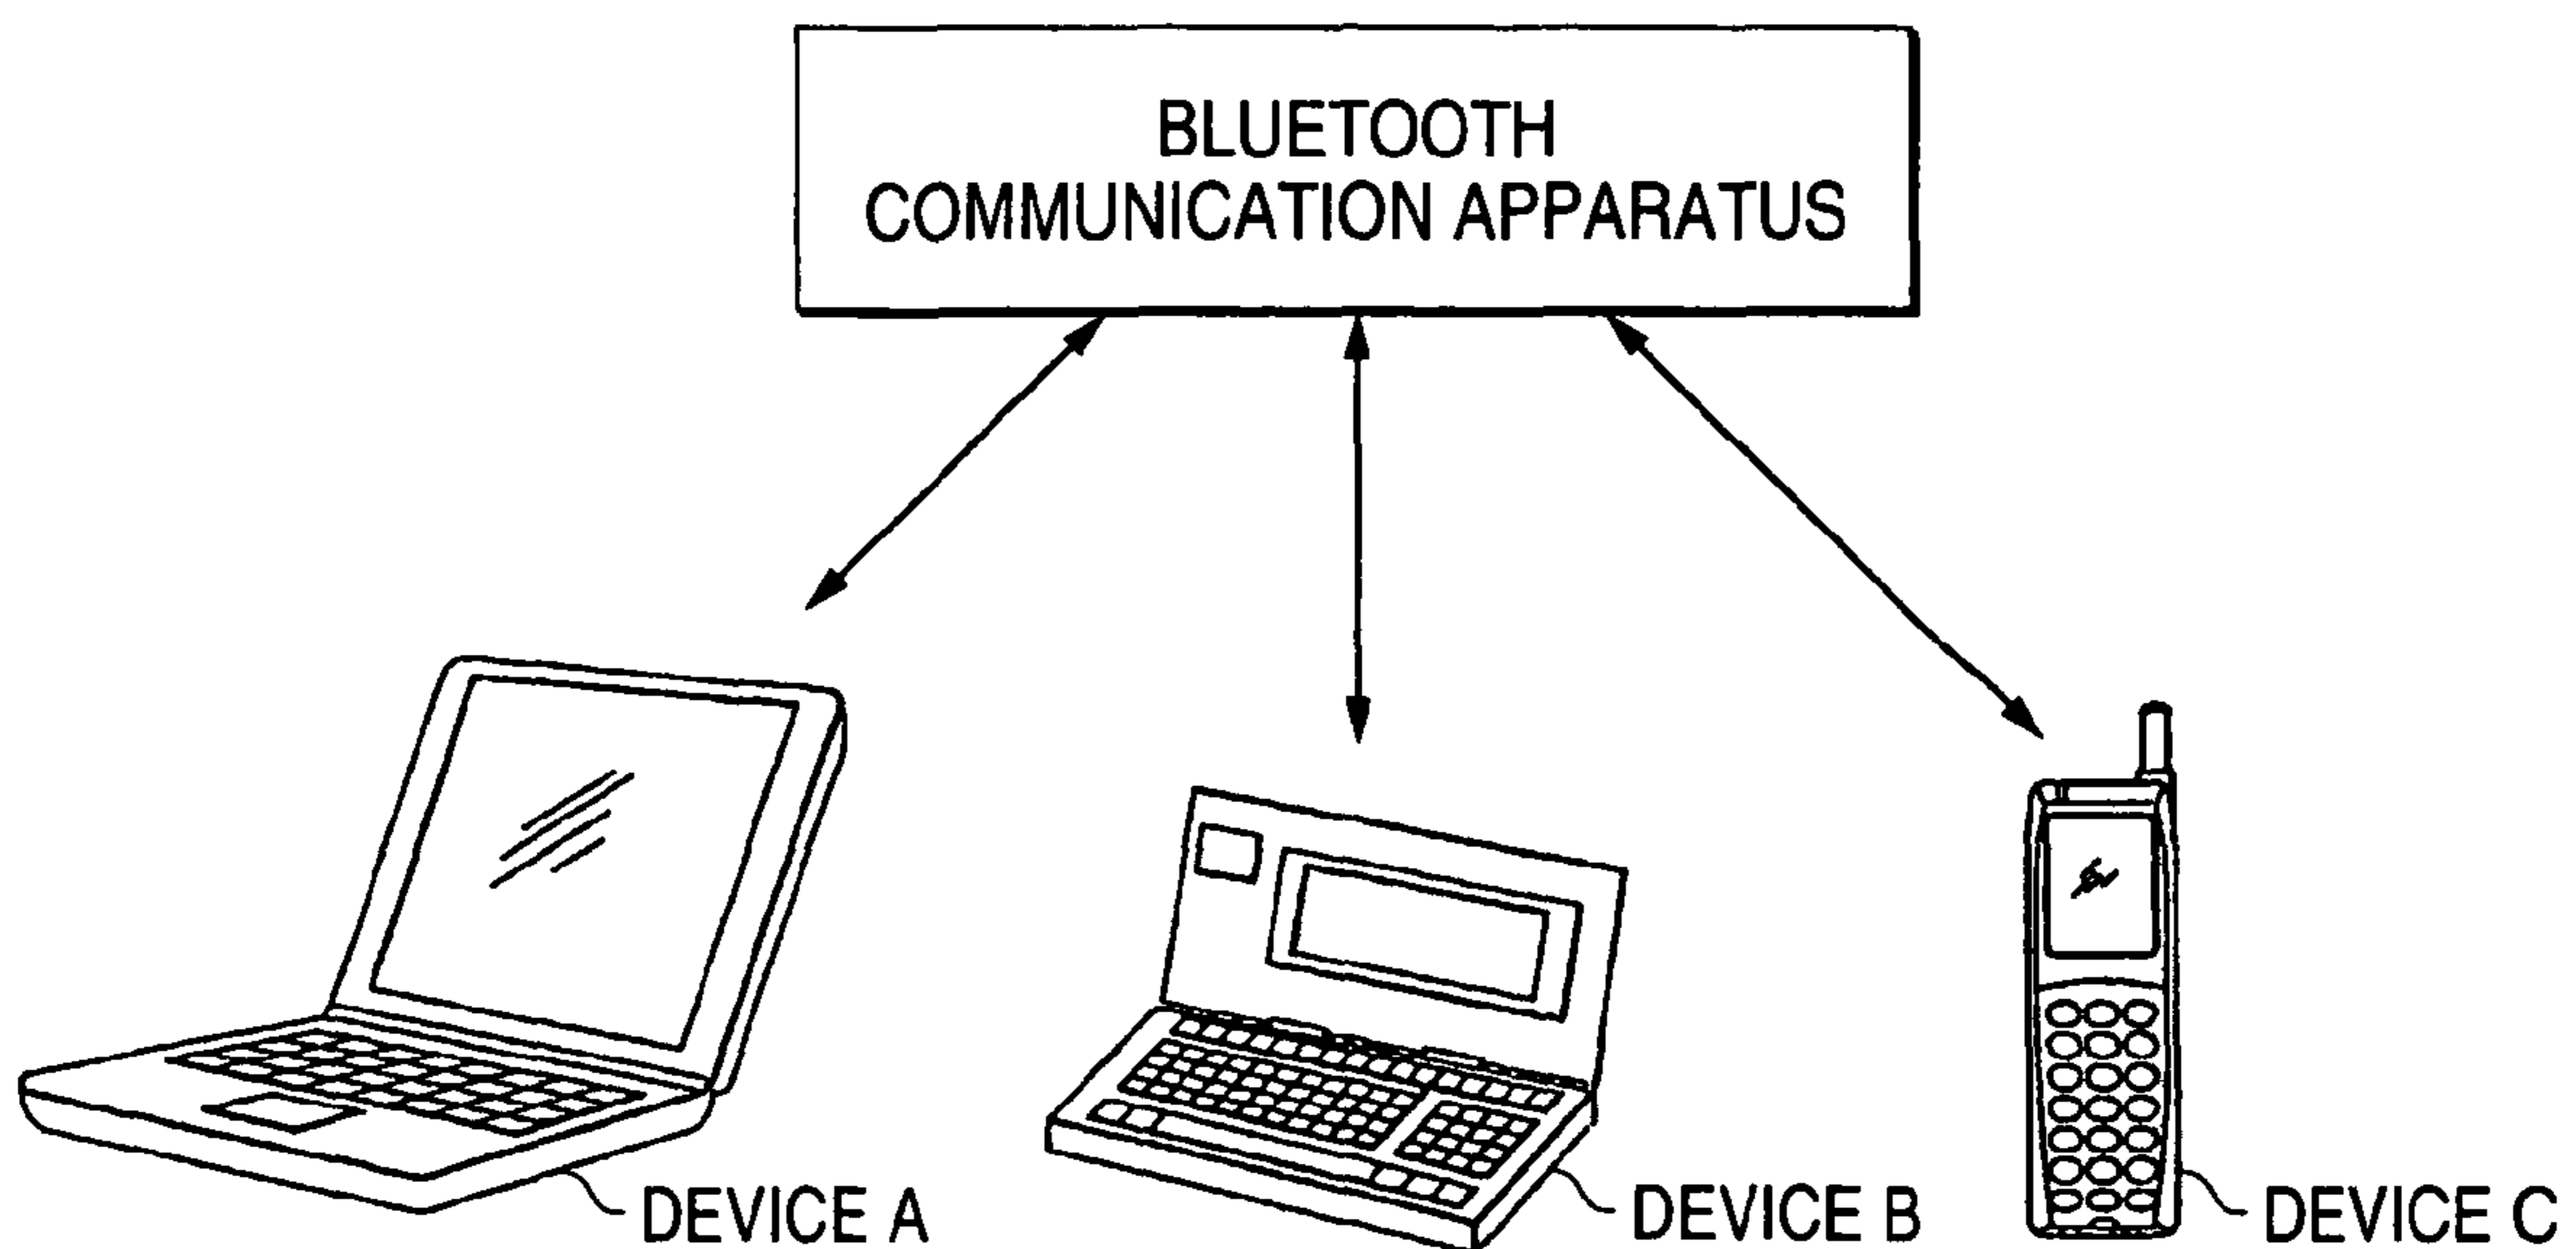 BLUETOOTH
COMMUNICATION APPARATUS
DEVICE A
DEVICE B
DEVICE C